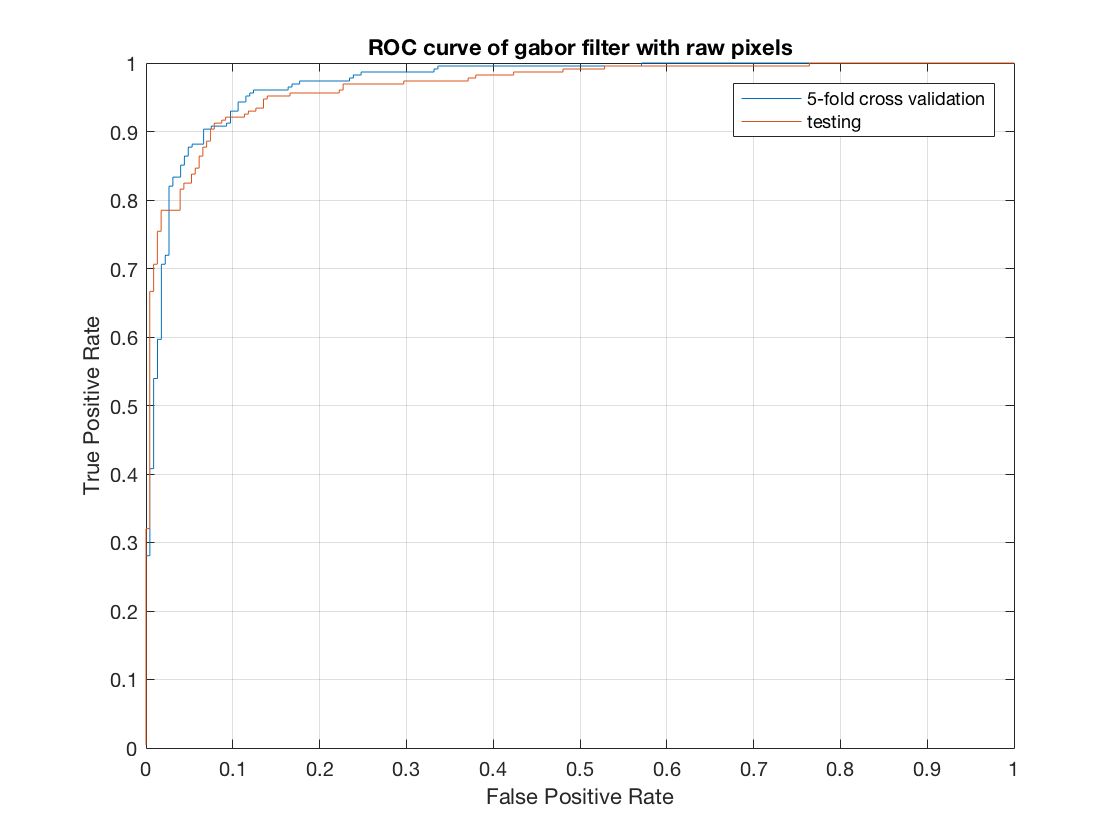 ROC curve of gabor filter with raw pixels
1
0.9
0.8
0.7
0.6
0.5
0.4
0.3
0.2
0.1
0
True Positive Rate
5-fold cross validation
testing
0 0.1 0.2 0.3 0.4 0.5 0.6 0.7 0.8 0.9 1
False Positive Rate